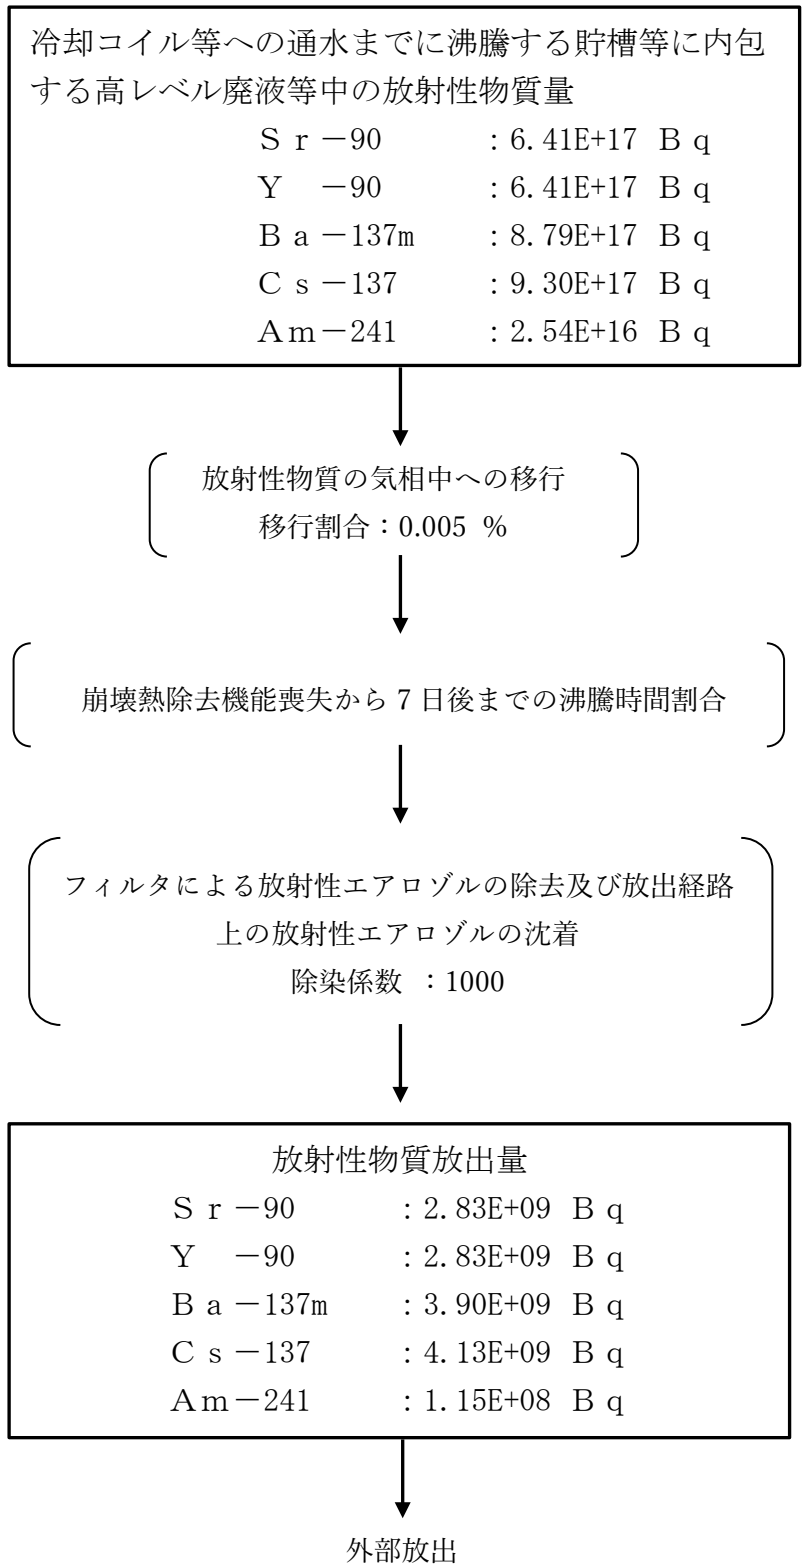 冷却コイル等への通水までに沸騰する貯槽等に内包
する高レベル廃液等中の放射性物質量
Ｓｒ－90 : 6.41E+17 Ｂｑ
Ｙ －90 : 6.41E+17 Ｂｑ
Ｂａ－137m : 8.79E+17 Ｂｑ
Ｃｓ－137 : 9.30E+17 Ｂｑ
Ａｍ－241 : 2.54E+16 Ｂｑ
放射性物質の気相中への移行
移行割合：0.005 %
崩壊熱除去機能喪失から 7 日後までの沸騰時間割合
フィルタによる放射性エアロゾルの除去及び放出経路
上の放射性エアロゾルの沈着
除染係数 ：1000
放射性物質放出量
Ｓｒ－90 : 2.83E+09 Ｂｑ
Ｙ －90 : 2.83E+09 Ｂｑ
Ｂａ－137m : 3.90E+09 Ｂｑ
Ｃｓ－137 : 4.13E+09 Ｂｑ
Ａｍ－241 : 1.15E+08 Ｂｑ
外部放出